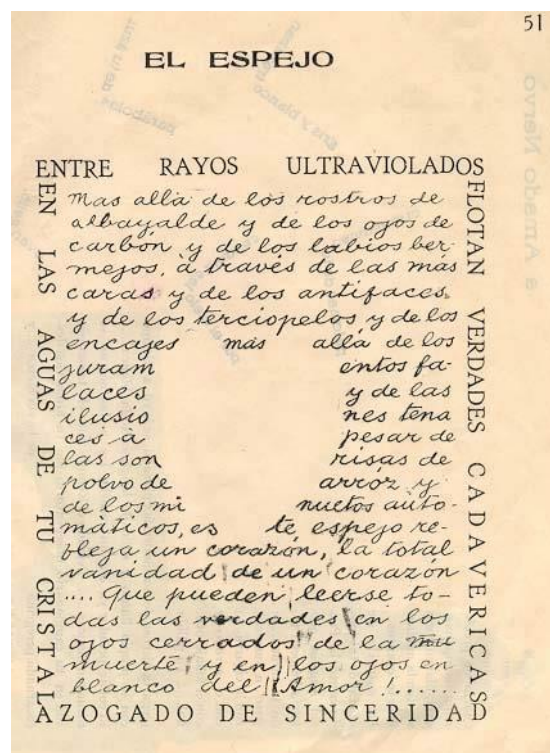 51
EL ESPEJO
ENTRE RAYOS ULTRAVIOLADOS
FLOTAN VERDADES CADAVERICAS
EN LAS AGUAS DE TU CRISTAL
AZOGADO DE SINCERIDAD
Mas allá de los rostros de
albayalde y de los ojos de
carbón y de los labios ber-
mejos, à través de las más
caras y de los antifaces,
y de los terciopelos y de los
encajes más allá de los
juram entos fa-
laces y de las
ilusio nes tena
ces à pesar de
las son risas de
polvo de arróz y
de los mi nuetos auto-
máticos, es te espejo re-
fleja un corazón, la total
vanidad de un corazón
.... que pueden leerse to-
das las verdades en los
ojos cerrados de la mu
muerte y en los ojos en
blanco del Amor !......